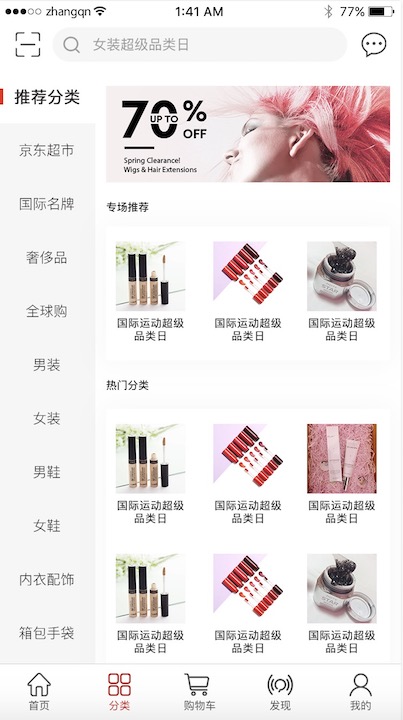 zhangqn
1:41 AM
77%
女装超级品类日
推荐分类
京东超市
国际名牌
奢侈品
全球购
男装
女装
男鞋
女鞋
内衣配饰
箱包手袋
70%
UP TO
OFF
Spring Clearance!
Wigs & Hair Extensions
专场推荐
国际运动超级
品类日
国际运动超级
品类日
国际运动超级
品类日
热门分类
国际运动超级
品类日
国际运动超级
品类日
国际运动超级
品类日
国际运动超级
品类日
国际运动超级
品类日
国际运动超级
品类日
首页
分类
购物车
发现
我的